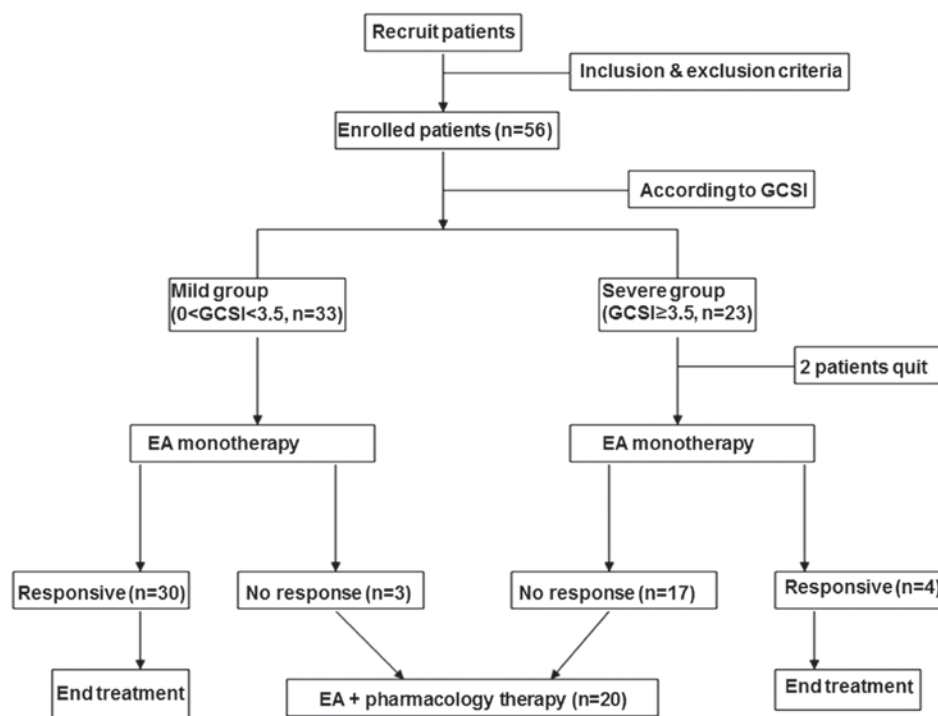 Recruit patients
Inclusion & exclusion criteria
Enrolled patients (n=56)
According to GCSI
Mild group
(0<GCSI<3.5, n=33)
Severe group
(GCSI≥3.5, n=23)
2 patients quit
EA monotherapy
EA monotherapy
Responsive (n=30)
No response (n=3)
No response (n=17)
Responsive (n=4)
End treatment
EA + pharmacology therapy (n=20)
End treatment